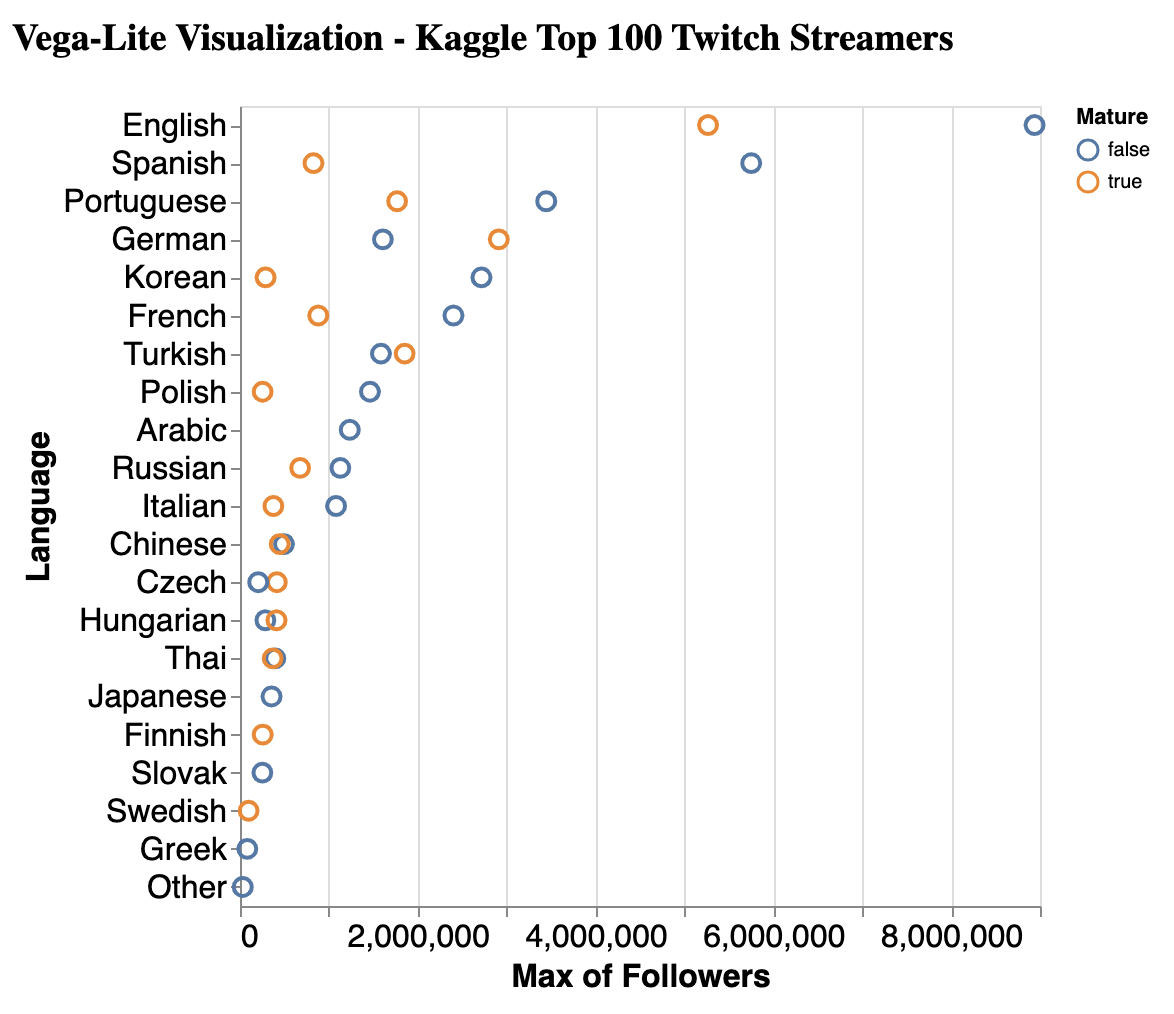 Vega-Lite Visualization - Kaggle Top 100 Twitch Streamers
Mature
false
true
Language
English
Spanish
Portuguese
German
Korean
French
Turkish
Polish
Arabic
Russian
Italian
Chinese
Czech
Hungarian
Thai
Japanese
Finnish
Slovak
Swedish
Greek
Other
0 2,000,000 4,000,000 6,000,000 8,000,000
Max of Followers